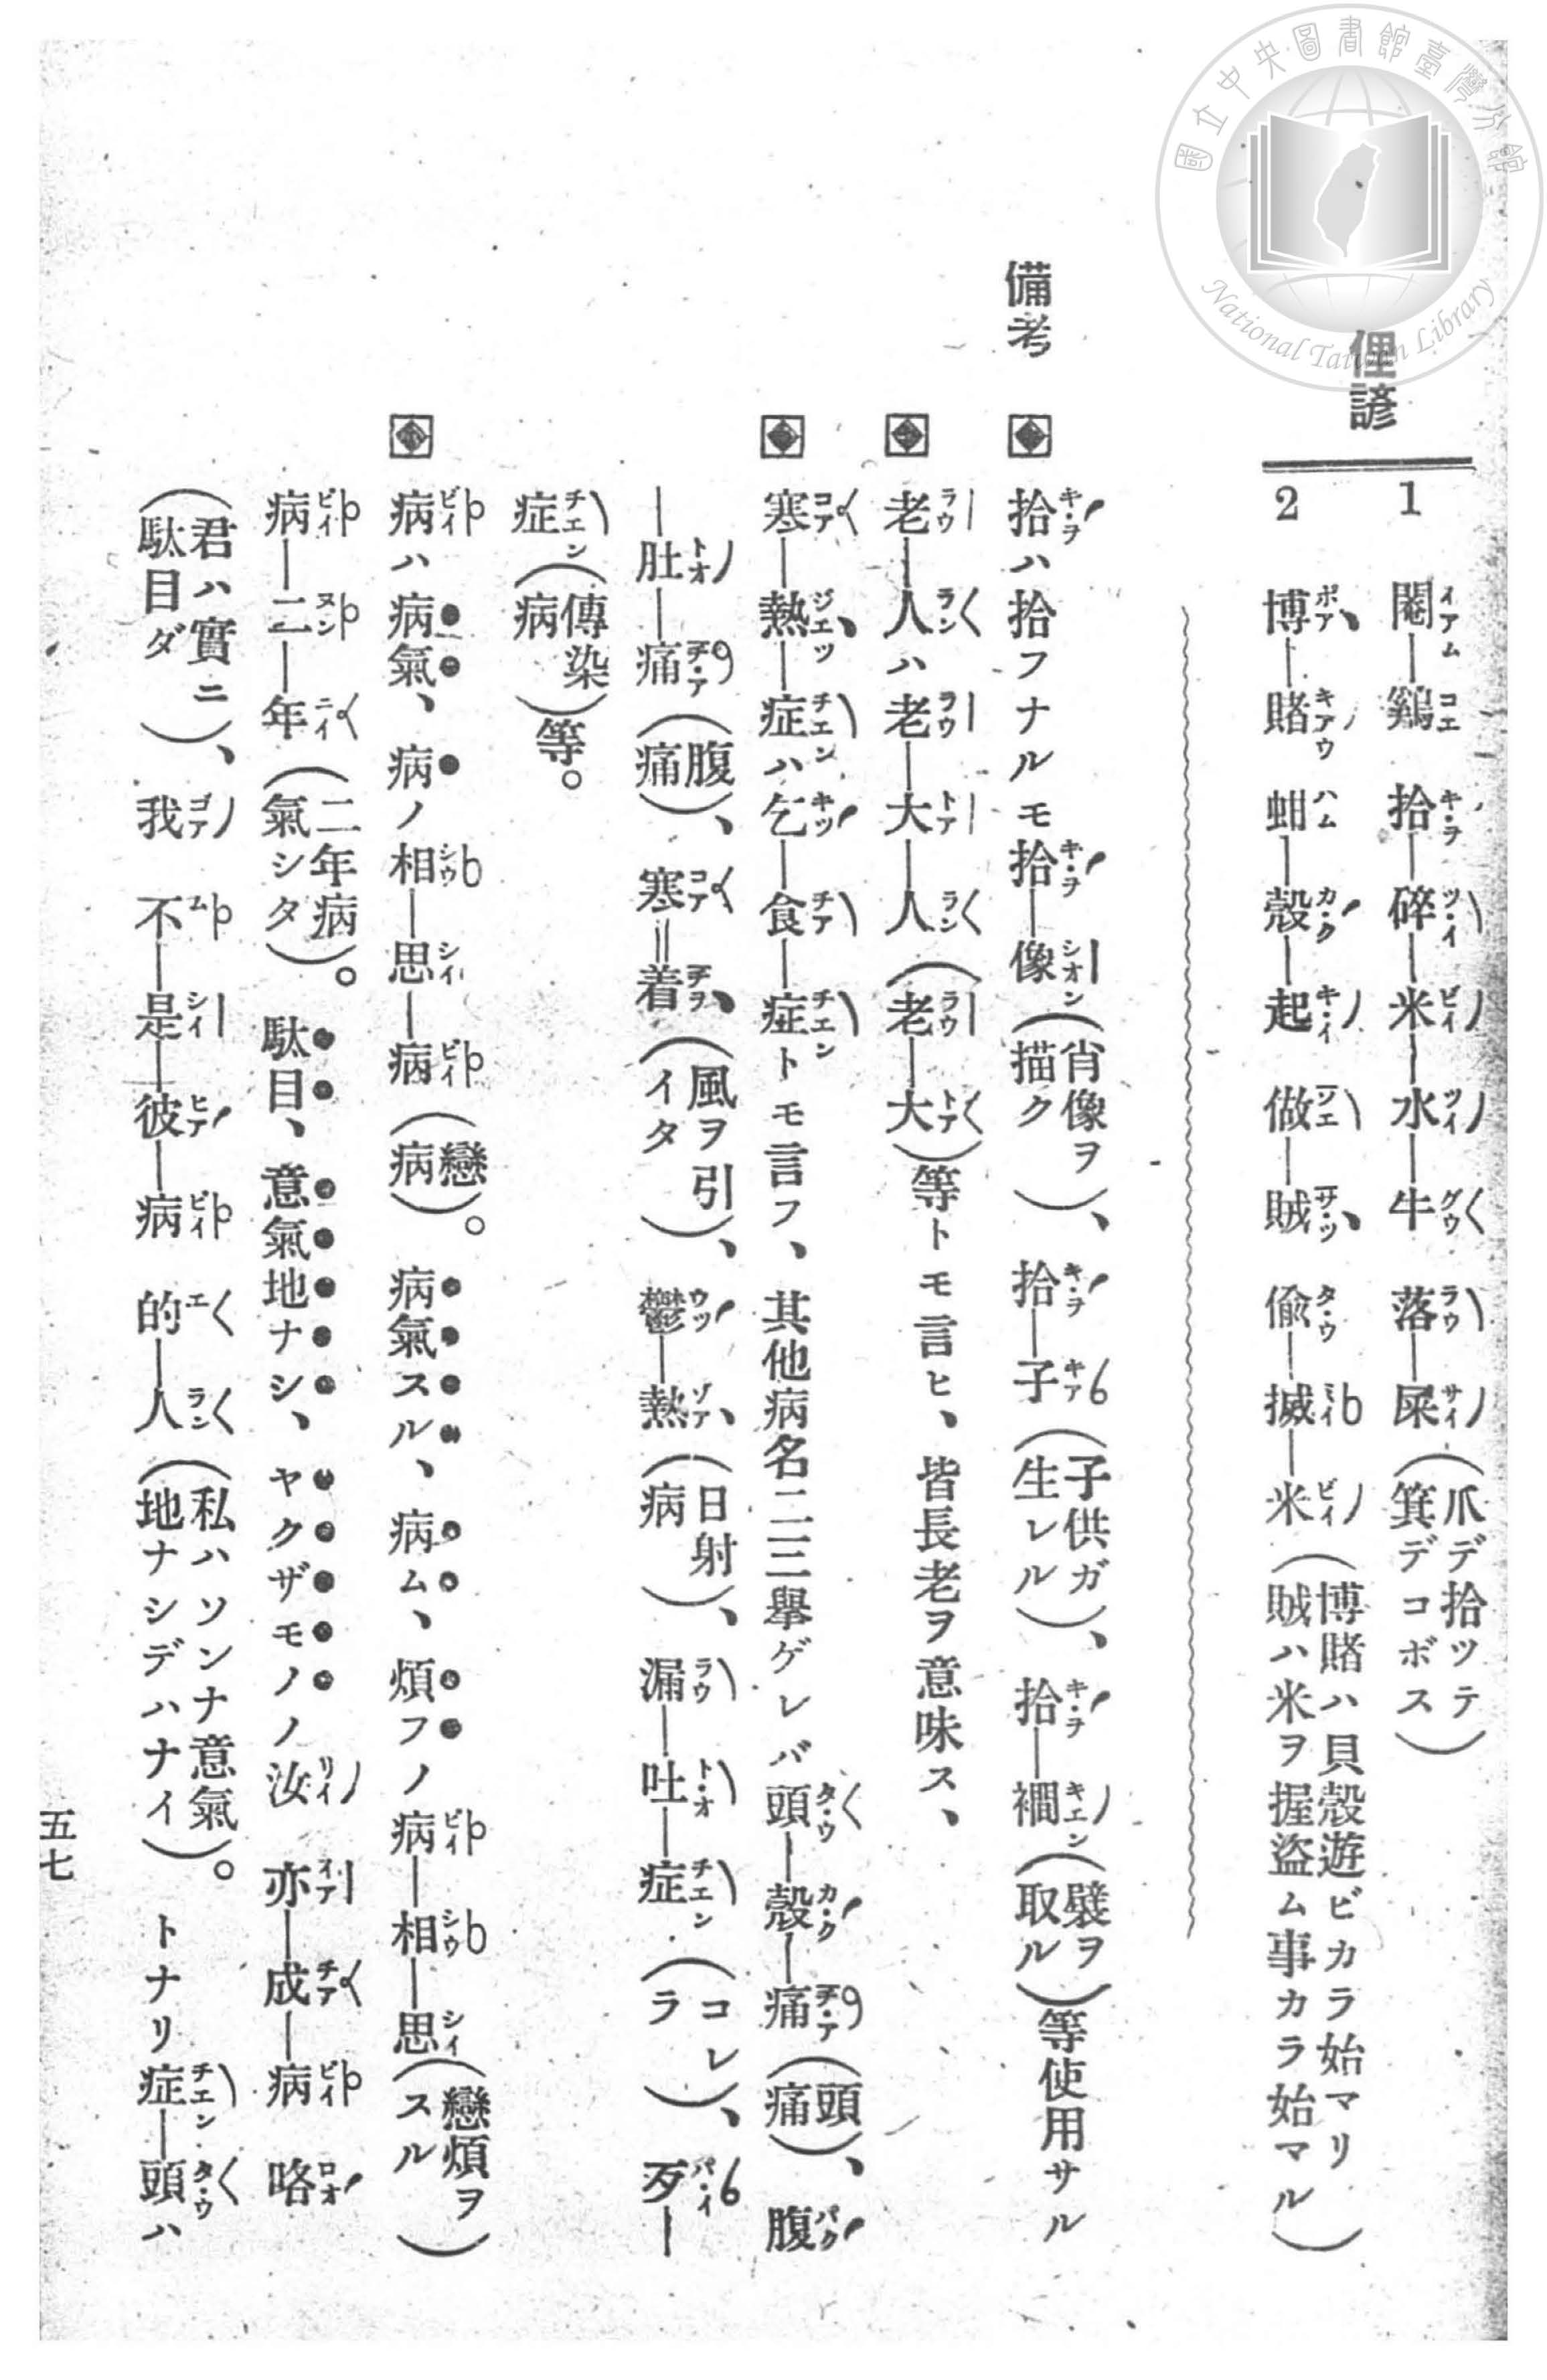 國立中央圖書館臺灣分館
National Taiwan Library
俚諺
1 閹—鷄 拾—碎—米—水—牛 落—屎(爪デ拾ツテ箕デコボス)
2 博—賭 蚶—殼—起 做—賊 偸—搣—米(博賭ハ貝殼遊ビカラ始マリ賊ハ米ヲ握盜ム事カラ始マル)
備考
拾ハ拾フナルモ拾—像(肖像ヲ描ク)、拾—子(子供ガ生レル)、拾—襉(襞ヲ取ル)等使用サル
老—人ハ老—大—人(老—大)等トモ言ヒ、皆長老ヲ意味ス、
寒—熱—症ハ乞—食—症トモ言フ、其他病名二三擧ゲレバ頭—殼—痛(頭痛)、腹
—肚—痛(腹痛)、寒=着(風ヲ引イタ)、鬱—熱(日射病)、漏—吐—症(コレラ)、歹—
症(傳染病)等。
病ハ病氣、病ノ相—思—病(戀病)。病氣スル、病ム、煩フノ病—相—思(戀煩ヲスル)
病—二—年(二年病氣シタ)。駄目、意氣地ナシ、ヤクザモノノ汝 亦—成—病 咯
(君ハ實ニ駄目ダ)、我 不—是—彼—病 的—人(私ハソンナ意氣地ナシデハナイ)。トナリ症—頭ハ
五七